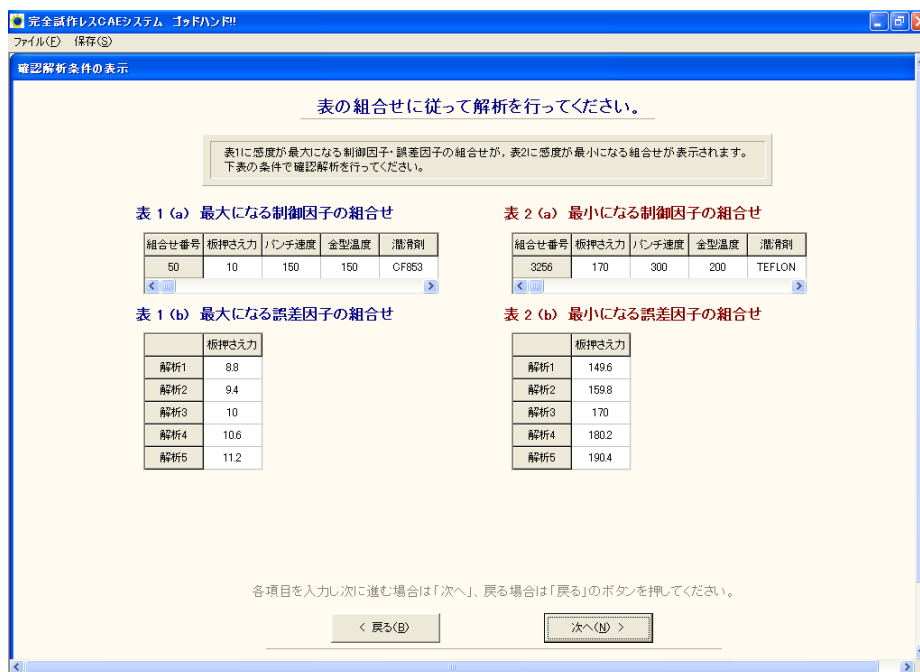 完全試作レスCAEシステム ゴッドハンド!!
ファイル(F) 保存(S)
確認解析条件の表示
表の組合せに従って解析を行ってください。
表1に感度が最大になる制御因子・誤差因子の組合せが、表2に感度が最小になる組合せが表示されます。
下表の条件で確認解析を行ってください。
表 1 (a) 最大になる制御因子の組合せ
組合せ番号 板押さえ力 パンチ速度 金型温度 潤滑剤
50 10 150 150 CF853
表 1 (b) 最大になる誤差因子の組合せ
板押さえ力
解析1 8.8
解析2 9.4
解析3 10
解析4 10.6
解析5 11.2
表 2 (a) 最小になる制御因子の組合せ
組合せ番号 板押さえ力 パンチ速度 金型温度 潤滑剤
3256 170 300 200 TEFLON
表 2 (b) 最小になる誤差因子の組合せ
板押さえ力
解析1 149.6
解析2 159.8
解析3 170
解析4 180.2
解析5 190.4
各項目を入力し次に進む場合は「次へ」、戻る場合は「戻る」のボタンを押してください。
< 戻る(B)
次へ(N) >